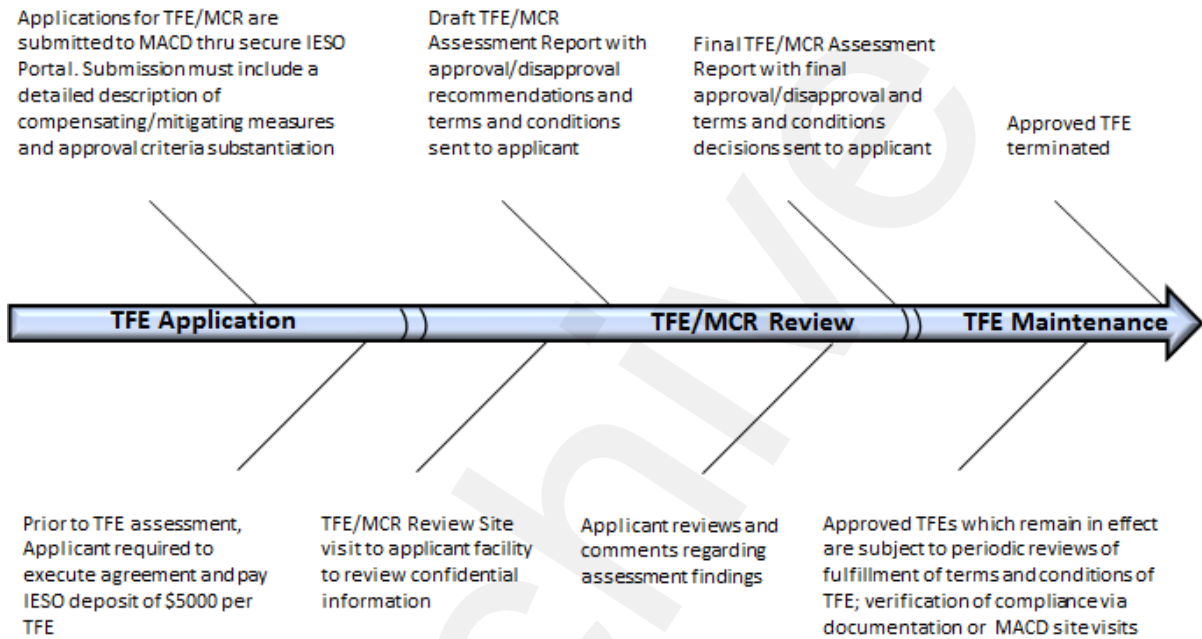 Applications for TFE/MCR are
submitted to MACD thru secure IESO
Portal. Submission must include a
detailed description of
compensating/mitigating measures
and approval criteria substantiation
Draft TFE/MCR
Assessment Report with
approval/disapproval
recommendations and
terms and conditions
sent to applicant
Final TFE/MCR Assessment
Report with final
approval/disapproval and
terms and conditions
decisions sent to applicant
Approved TFE
terminated
TFE Application
TFE/MCR Review
TFE Maintenance
Prior to TFE assessment,
Applicant required to
execute agreement and pay
IESO deposit of $5000 per
TFE
TFE/MCR Review Site
visit to applicant facility
to review confidential
information
Applicant reviews and
comments regarding
assessment findings
Approved TFEs which remain in effect
are subject to periodic reviews of
fulfillment of terms and conditions of
TFE; verification of compliance via
documentation or MACD site visits
chive